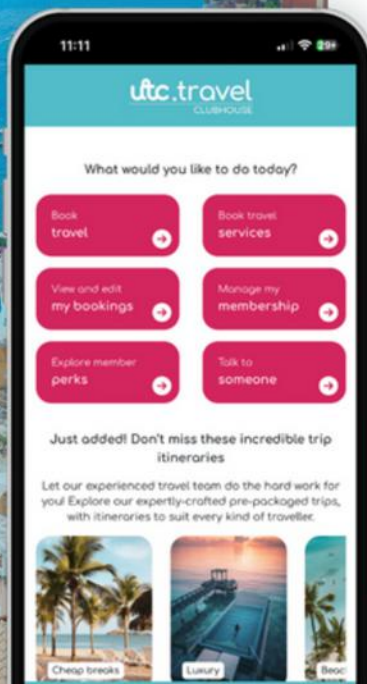 11:11
29+
utc.travel
CLUBHOUSE
What would you like to do today?
Book
travel
Book travel
services
View and edit
my bookings
Manage my
membership
Explore member
perks
Talk to
someone
Just added! Don't miss these incredible trip
itineraries
Let our experienced travel team do the hard work for
you! Explore our expertly-crafted pre-packaged trips,
with itineraries to suit every kind of traveller.
Cheap breaks
Luxury
Beac